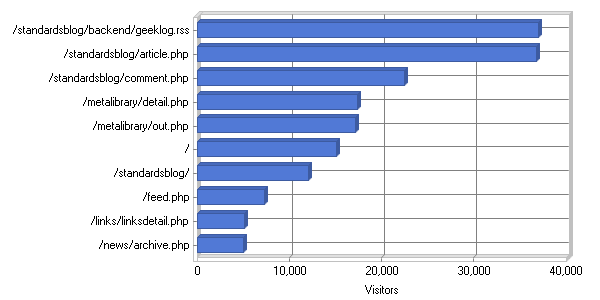 /standardsblog/backend/geeklog.rss
/standardsblog/article.php
/standardsblog/comment.php
/metalibrary/detail.php
/metalibrary/out.php
/
/standardsblog/
/feed.php
/links/linksdetail.php
/news/archive.php
0 10,000 20,000 30,000 40,000
Visitors